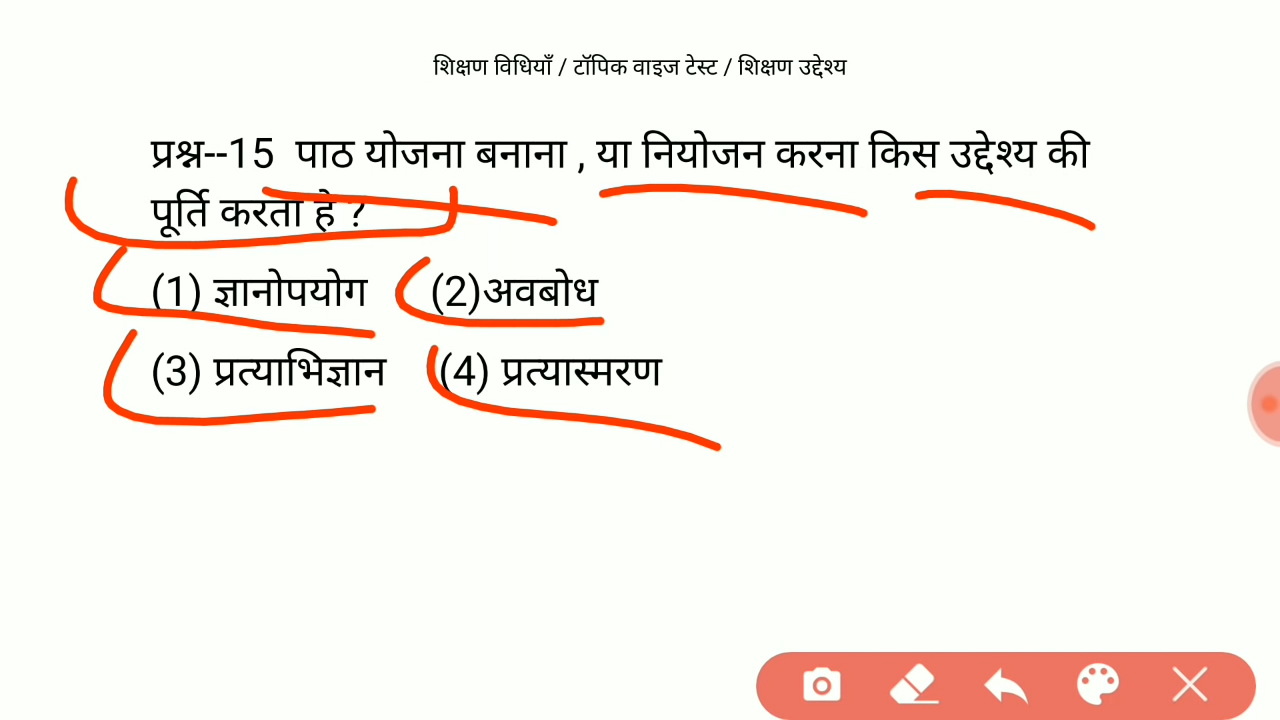 शिक्षण विधियाँ / टॉपिक वाइज टेस्ट / शिक्षण उद्देश्य
प्रश्न--15 पाठ योजना बनाना , या नियोजन करना किस उद्देश्य की
पूर्ति करता हे ?
(1) ज्ञानोपयोग (2)अवबोध
(3) प्रत्याभिज्ञान (4) प्रत्यास्मरण